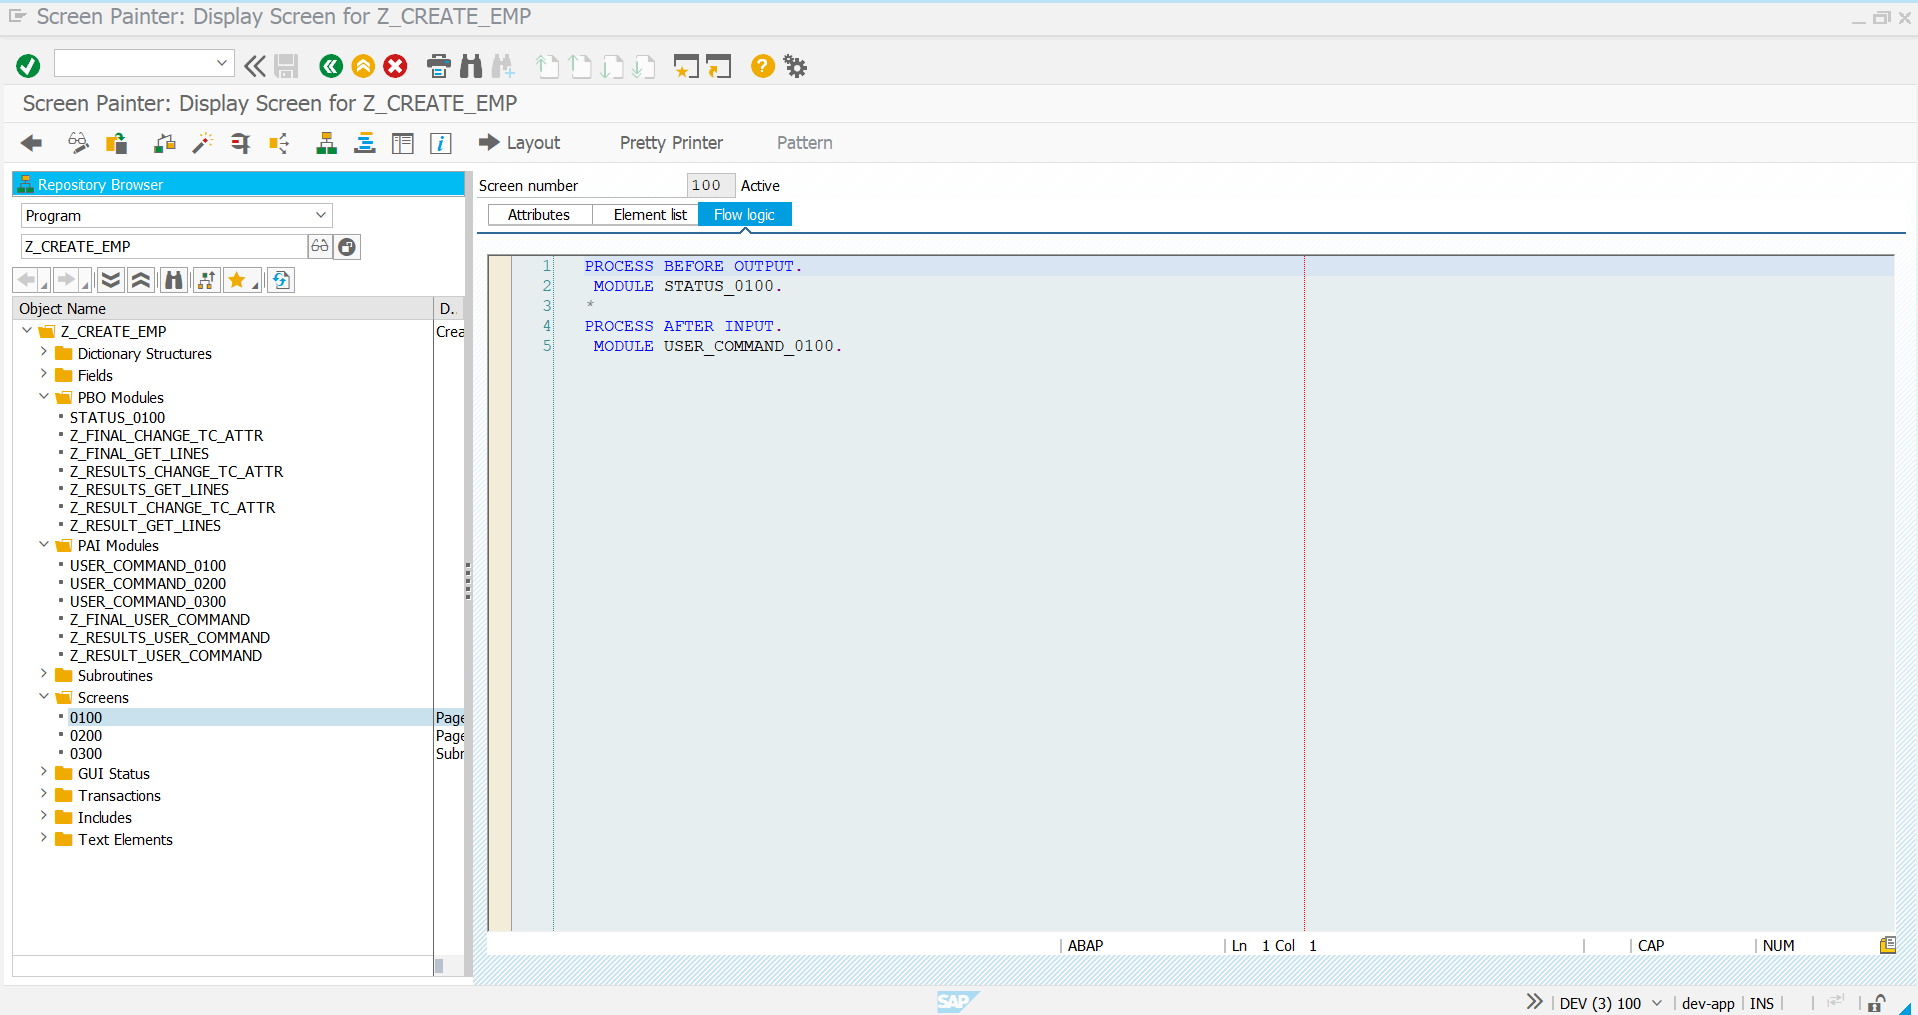 Screen Painter: Display Screen for Z_CREATE_EMP
Screen Painter: Display Screen for Z_CREATE_EMP
Layout Pretty Printer Pattern
Repository Browser
Program
Z_CREATE_EMP
Object Name D..
Z_CREATE_EMP Crea
Dictionary Structures
Fields
PBO Modules
STATUS_0100
Z_FINAL_CHANGE_TC_ATTR
Z_FINAL_GET_LINES
Z_RESULTS_CHANGE_TC_ATTR
Z_RESULTS_GET_LINES
Z_RESULT_CHANGE_TC_ATTR
Z_RESULT_GET_LINES
PAI Modules
USER_COMMAND_0100
USER_COMMAND_0200
USER_COMMAND_0300
Z_FINAL_USER_COMMAND
Z_RESULTS_USER_COMMAND
Z_RESULT_USER_COMMAND
Subroutines
Screens
0100 Page
0200 Page
0300 Subr
GUI Status
Transactions
Includes
Text Elements
Screen number 100 Active
Attributes Element list Flow logic
1 PROCESS BEFORE OUTPUT.
2 MODULE STATUS_0100.
3 *
4 PROCESS AFTER INPUT.
5 MODULE USER_COMMAND_0100.
ABAP Ln 1 Col 1 CAP NUM
SAP DEV (3) 100 dev-app INS